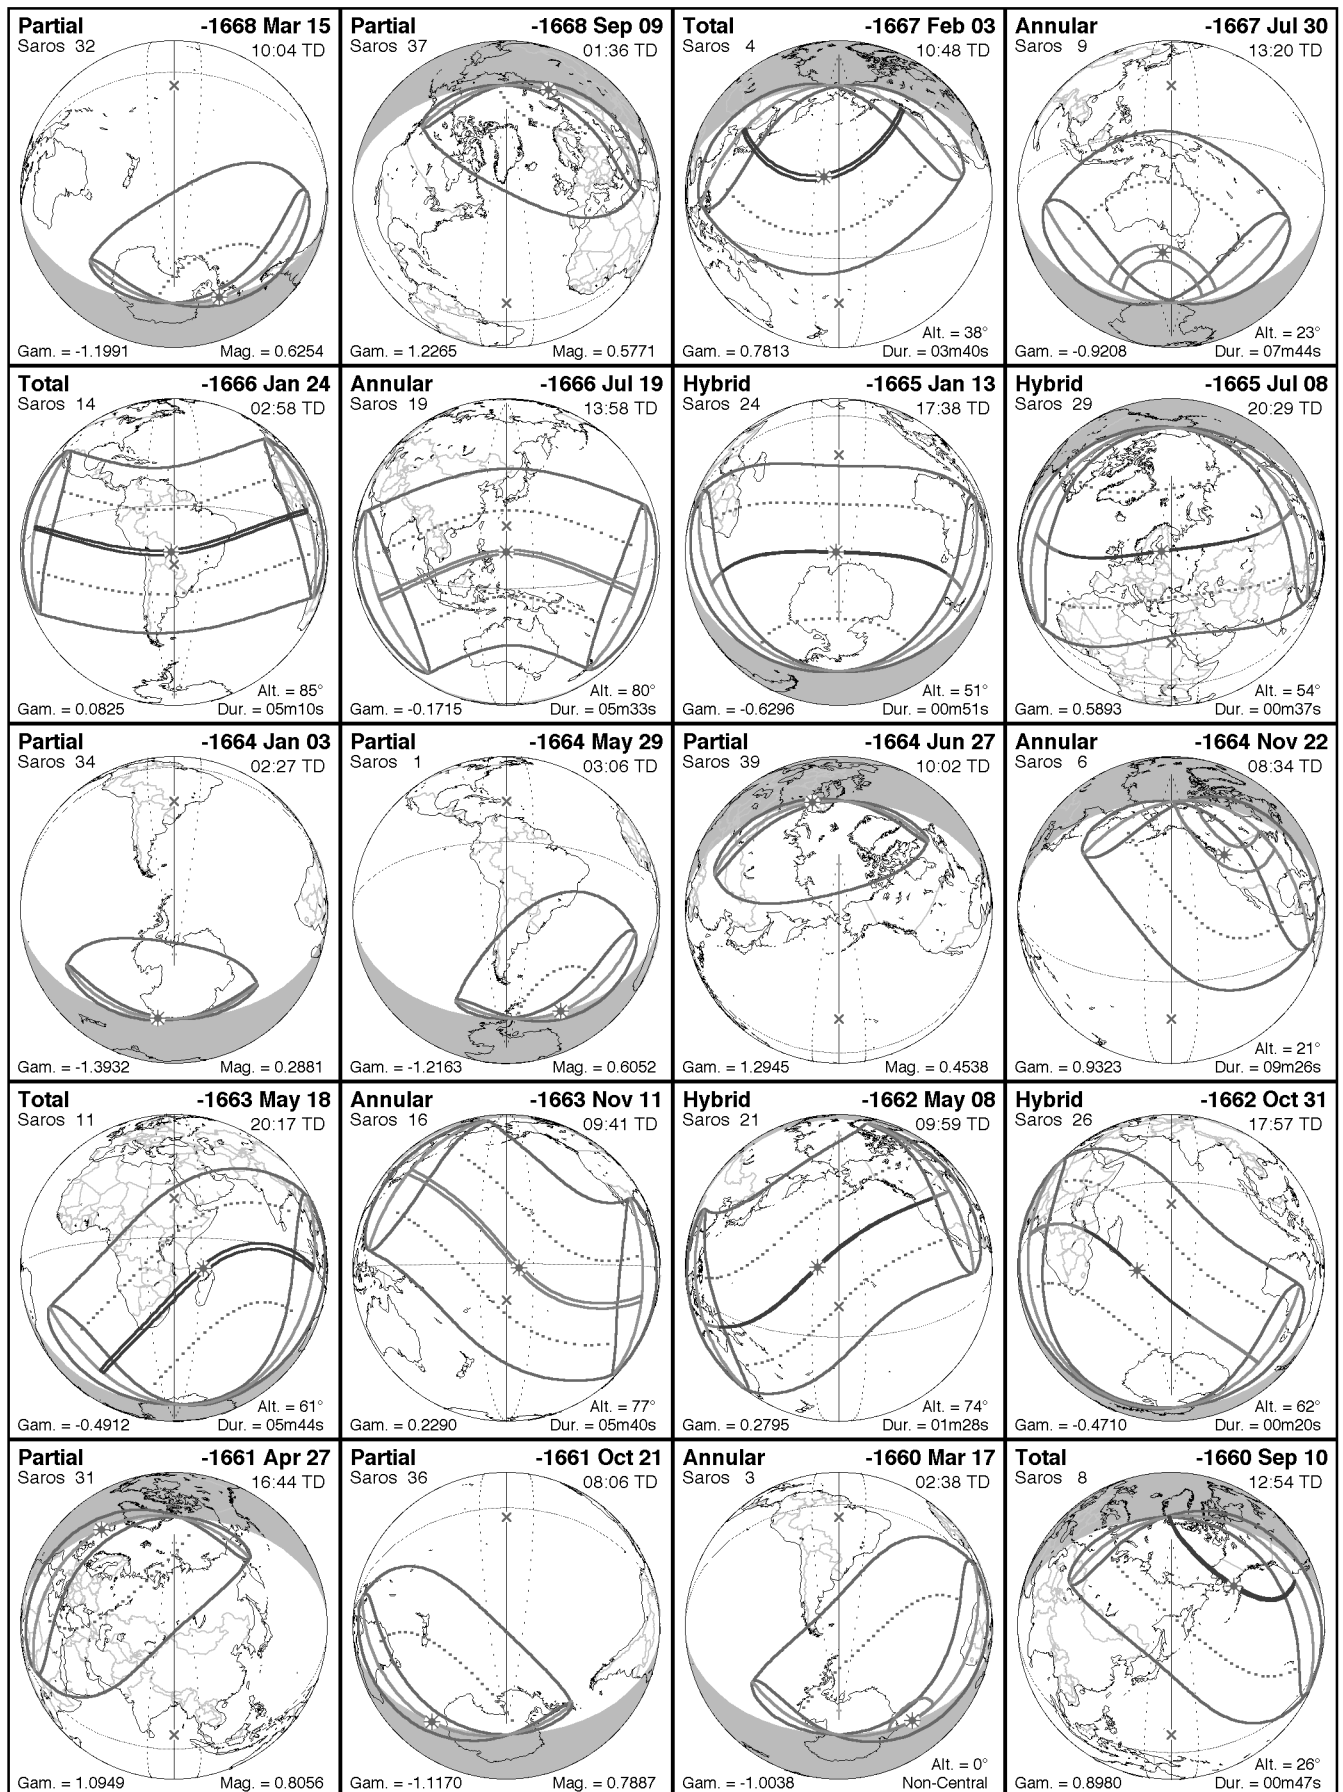 Partial -1668 Mar 15
Saros 32 10:04 TD
Gam. = -1.1991 Mag. = 0.6254
Partial -1668 Sep 09
Saros 37 01:36 TD
Gam. = 1.2265 Mag. = 0.5771
Total -1667 Feb 03
Saros 4 10:48 TD
Alt. = 38°
Gam. = 0.7813 Dur. = 03m40s
Annular -1667 Jul 30
Saros 9 13:20 TD
Alt. = 23°
Gam. = -0.9208 Dur. = 07m44s
Total -1666 Jan 24
Saros 14 02:58 TD
Alt. = 85°
Gam. = 0.0825 Dur. = 05m10s
Annular -1666 Jul 19
Saros 19 13:58 TD
Alt. = 80°
Gam. = -0.1715 Dur. = 05m33s
Hybrid -1665 Jan 13
Saros 24 17:38 TD
Alt. = 51°
Gam. = -0.6296 Dur. = 00m51s
Hybrid -1665 Jul 08
Saros 29 20:29 TD
Alt. = 54°
Gam. = 0.5893 Dur. = 00m37s
Partial -1664 Jan 03
Saros 34 02:27 TD
Gam. = -1.3932 Mag. = 0.2881
Partial -1664 May 29
Saros 1 03:06 TD
Gam. = -1.2163 Mag. = 0.6052
Partial -1664 Jun 27
Saros 39 10:02 TD
Gam. = 1.2945 Mag. = 0.4538
Annular -1664 Nov 22
Saros 6 08:34 TD
Alt. = 21°
Gam. = 0.9323 Dur. = 09m26s
Total -1663 May 18
Saros 11 20:17 TD
Alt. = 61°
Gam. = -0.4912 Dur. = 05m44s
Annular -1663 Nov 11
Saros 16 09:41 TD
Alt. = 77°
Gam. = 0.2290 Dur. = 05m40s
Hybrid -1662 May 08
Saros 21 09:59 TD
Alt. = 74°
Gam. = 0.2795 Dur. = 01m28s
Hybrid -1662 Oct 31
Saros 26 17:57 TD
Alt. = 62°
Gam. = -0.4710 Dur. = 00m20s
Partial -1661 Apr 27
Saros 31 16:44 TD
Gam. = 1.0949 Mag. = 0.8056
Partial -1661 Oct 21
Saros 36 08:06 TD
Gam. = -1.1170 Mag. = 0.7887
Annular -1660 Mar 17
Saros 3 02:38 TD
Alt. = 0°
Gam. = -1.0038 Non-Central
Total -1660 Sep 10
Saros 8 12:54 TD
Alt. = 26°
Gam. = 0.8980 Dur. = 00m47s